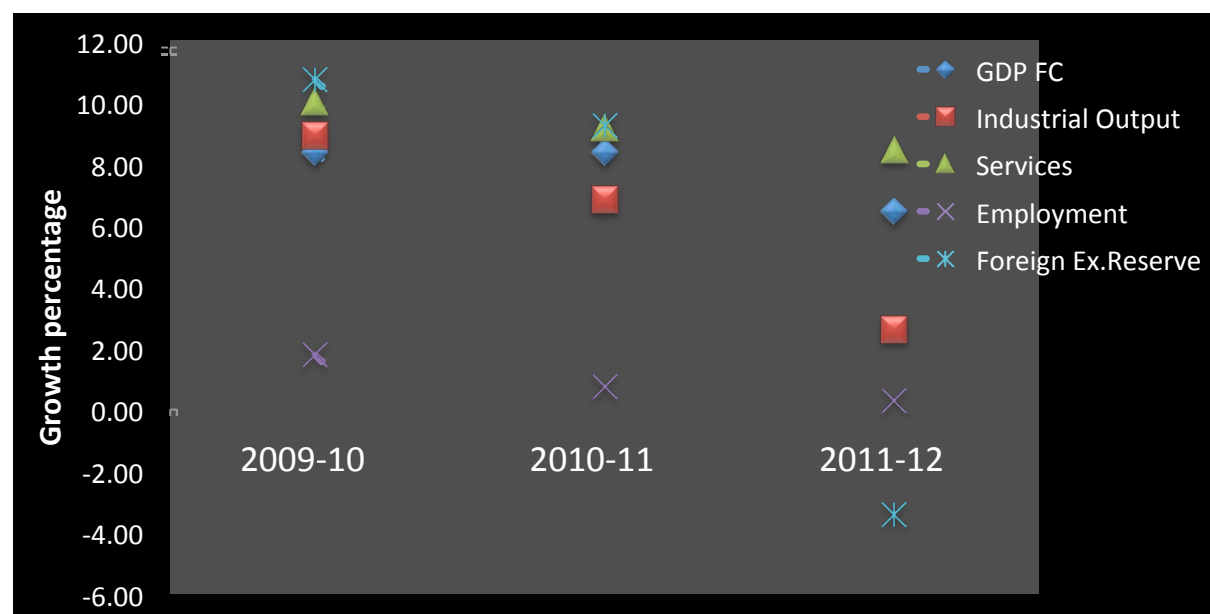 12.00
10.00
8.00
6.00
4.00
2.00
0.00
-2.00
-4.00
-6.00
Growth percentage
2009-10
2010-11
2011-12
GDP FC
Industrial Output
Services
Employment
Foreign Ex.Reserve